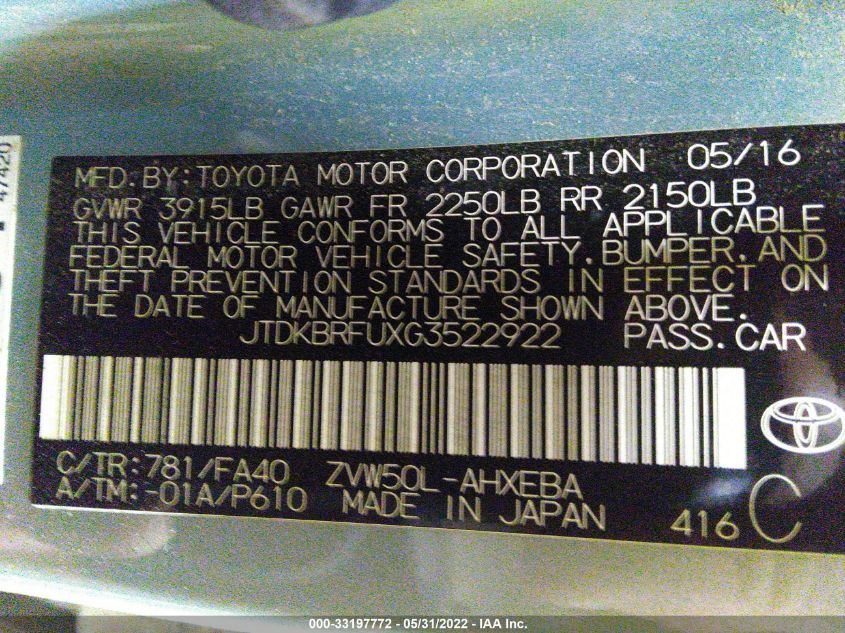 47420
MFD.BY:TOYOTA MOTOR CORPORATION 05/16
GVWR 3915LB GAWR FR 2250LB RR 2150LB
THIS VEHICLE CONFORMS TO ALL APPLICABLE
FEDERAL MOTOR VEHICLE SAFETY,BUMPER,AND
THEFT PREVENTION STANDARDS IN EFFECT ON
THE DATE OF MANUFACTURE SHOWN ABOVE.
JTDKBRFUXG3522922 PASS.CAR
C/TR:781/FA40 ZVW50L-AHXEBA
A/TM:-01A/P610 MADE IN JAPAN 416 C
000-33197772 - 05/31/2022 - IAA Inc.